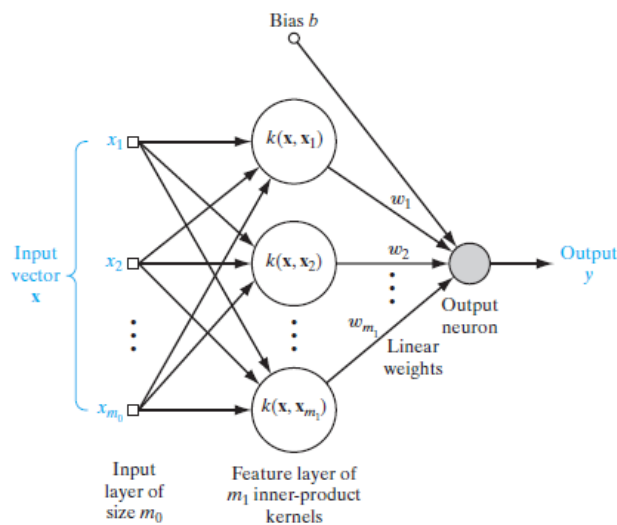 Bias b
x₁
k(x, x₁)
w₁
Input
vector
x
x₂
k(x, x₂)
w₂
Output
y
Output
neuron
wₘ₁
Linear
weights
xₘ₀
k(x, xₘ₁)
Input
layer of
size m₀
Feature layer of
m₁ inner-product
kernels